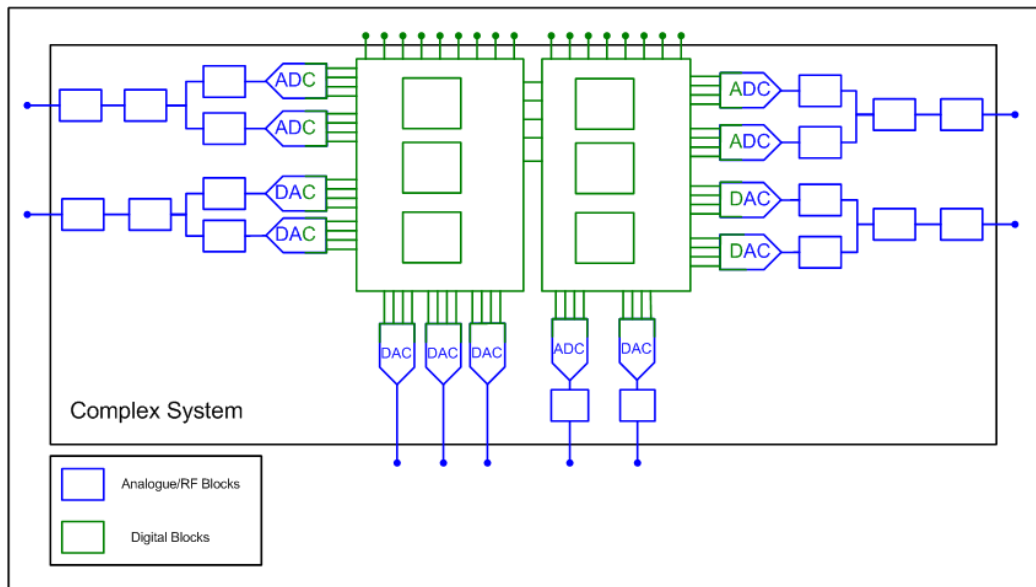 ADC
ADC
ADC
ADC
DAC
DAC
DAC
DAC
DAC
DAC
DAC
ADC
DAC
Complex System
Analogue/RF Blocks
Digital Blocks